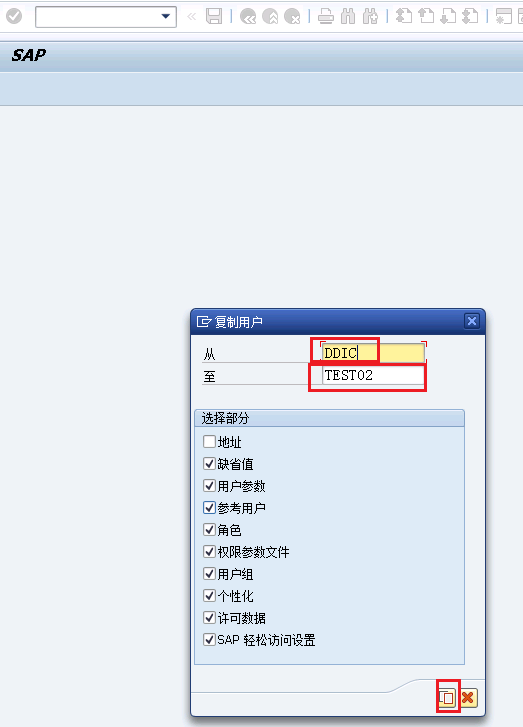 SAP
复制用户
从 DDIC
至 TEST02
选择部分
地址
缺省值
用户参数
参考用户
角色
权限参数文件
用户组
个性化
许可数据
SAP 轻松访问设置